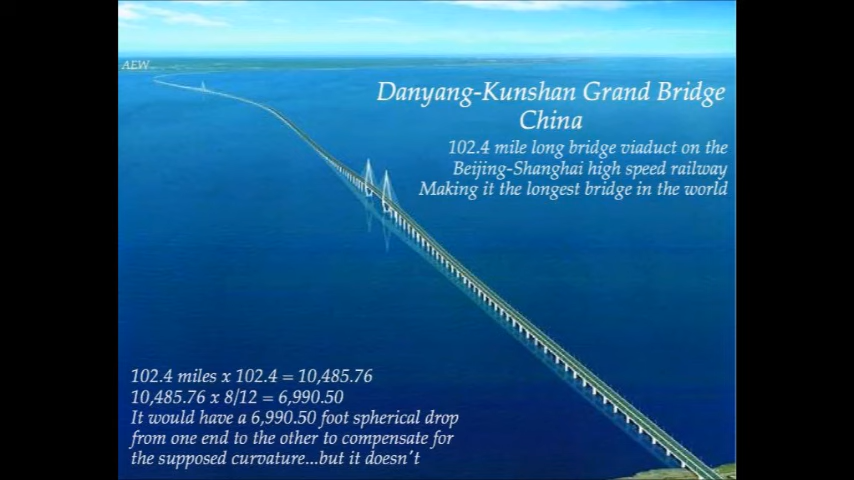 AEW
Danyang-Kunshan Grand Bridge
China
102.4 mile long bridge viaduct on the
Beijing-Shanghai high speed railway
Making it the longest bridge in the world
102.4 miles x 102.4 = 10,485.76
10,485.76 x 8/12 = 6,990.50
It would have a 6,990.50 foot spherical drop
from one end to the other to compensate for
the supposed curvature...but it doesn't